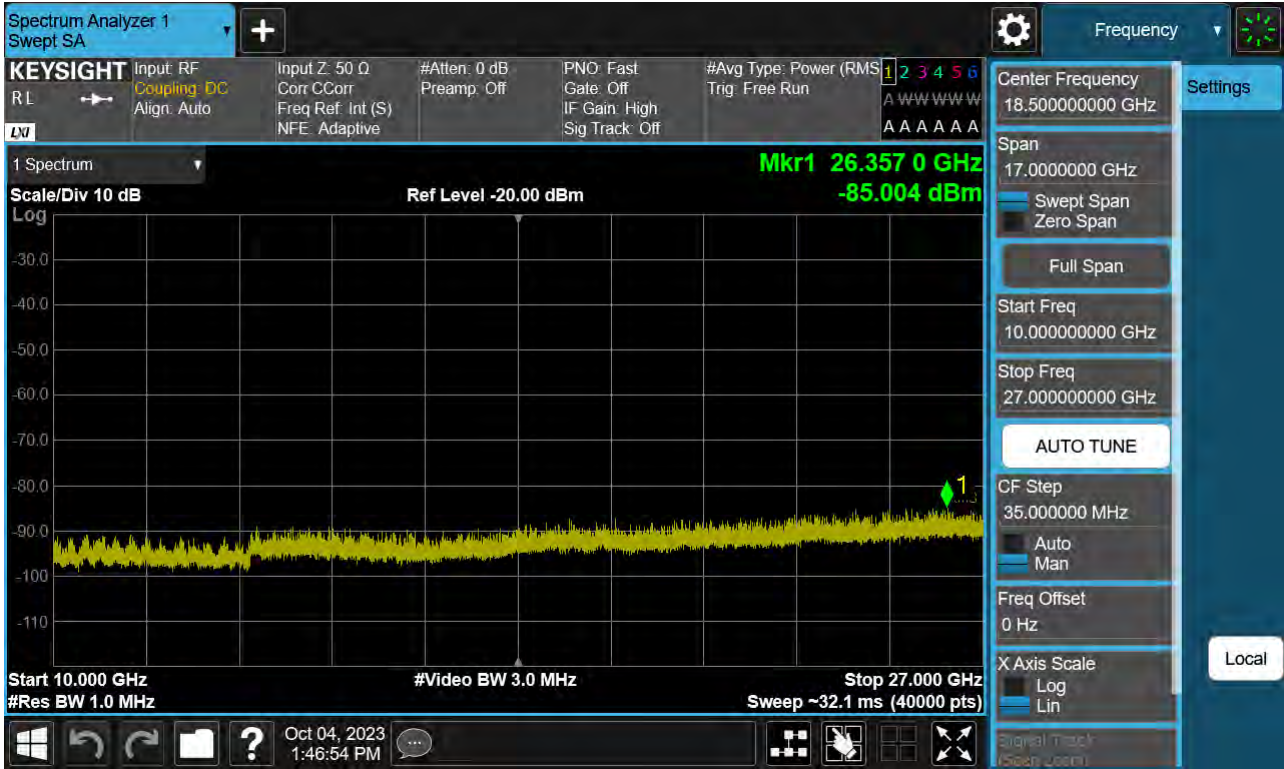 Spectrum Analyzer 1
Swept SA
+
Frequency
KEYSIGHT
R L
LXI
Input: RF
Coupling: DC
Align: Auto
Input Z: 50 Ω
Corr CCorr
Freq Ref: Int (S)
NFE: Adaptive
#Atten: 0 dB
Preamp: Off
PNO: Fast
Gate: Off
IF Gain: High
Sig Track: Off
#Avg Type: Power (RMS
Trig: Free Run
1 2 3 4 5 6
A W W W W W
A A A A A A
1 Spectrum
Scale/Div 10 dB
Log
Ref Level -20.00 dBm
Mkr1 26.357 0 GHz
-85.004 dBm
-30.0
-40.0
-50.0
-60.0
-70.0
-80.0
-90.0
-100
-110
1
Start 10.000 GHz
#Res BW 1.0 MHz
#Video BW 3.0 MHz
Stop 27.000 GHz
Sweep ~32.1 ms (40000 pts)
Center Frequency
18.500000000 GHz
Span
17.0000000 GHz
Swept Span
Zero Span
Full Span
Start Freq
10.000000000 GHz
Stop Freq
27.000000000 GHz
AUTO TUNE
CF Step
35.000000 MHz
Auto
Man
Freq Offset
0 Hz
X Axis Scale
Log
Lin
Signal Track
(Span Zoom)
Settings
Local
?
Oct 04, 2023
1:46:54 PM